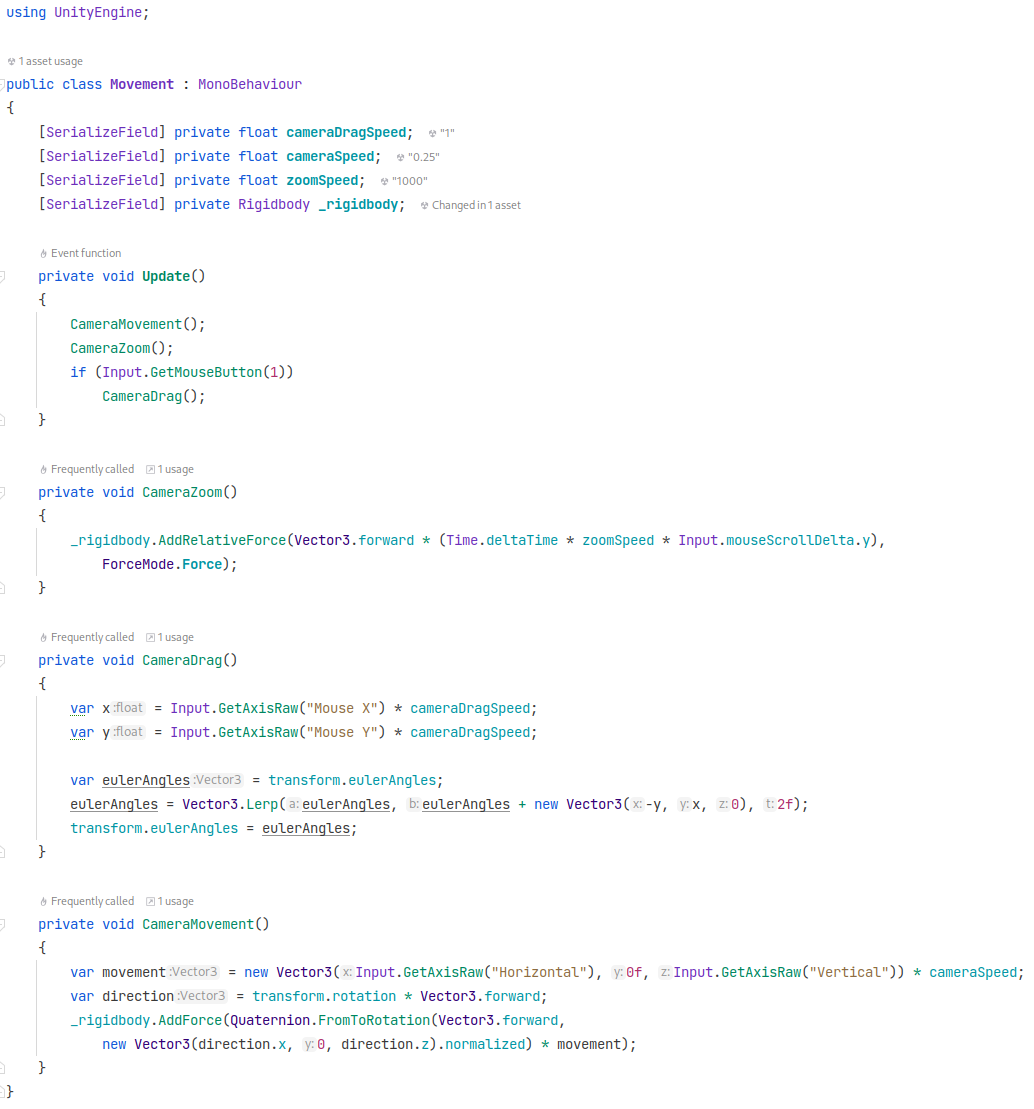 using UnityEngine;
1 asset usage
public class Movement : MonoBehaviour
{
[SerializeField] private float cameraDragSpeed; "1"
[SerializeField] private float cameraSpeed; "0.25"
[SerializeField] private float zoomSpeed; "1000"
[SerializeField] private Rigidbody _rigidbody; Changed in 1 asset
Event function
private void Update()
{
CameraMovement();
CameraZoom();
if (Input.GetMouseButton(1))
CameraDrag();
}
Frequently called 1 usage
private void CameraZoom()
{
_rigidbody.AddRelativeForce(Vector3.forward * (Time.deltaTime * zoomSpeed * Input.mouseScrollDelta.y),
ForceMode.Force);
}
Frequently called 1 usage
private void CameraDrag()
{
var x :float = Input.GetAxisRaw("Mouse X") * cameraDragSpeed;
var y :float = Input.GetAxisRaw("Mouse Y") * cameraDragSpeed;
var eulerAngles :Vector3 = transform.eulerAngles;
eulerAngles = Vector3.Lerp( a: eulerAngles, b: eulerAngles + new Vector3( x: -y, y: x, z: 0), t: 2f);
transform.eulerAngles = eulerAngles;
}
Frequently called 1 usage
private void CameraMovement()
{
var movement :Vector3 = new Vector3( x: Input.GetAxisRaw("Horizontal"), y: 0f, z: Input.GetAxisRaw("Vertical")) * cameraSpeed;
var direction :Vector3 = transform.rotation * Vector3.forward;
_rigidbody.AddForce(Quaternion.FromToRotation(Vector3.forward,
new Vector3(direction.x, y: 0, direction.z).normalized) * movement);
}
}